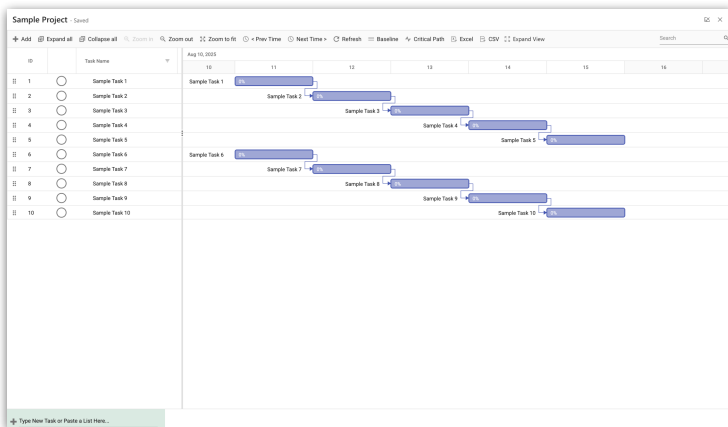 Sample Project - Saved
Add Expand all Collapse all Zoom in Zoom out Zoom to fit < Prev Time Next Time > Refresh Baseline Critical Path Excel CSV Expand View Search
Aug 10, 2025
ID Task Name 10 11 12 13 14 15 16
1 Sample Task 1 Sample Task 1 0%
2 Sample Task 2 Sample Task 2 0%
3 Sample Task 3 Sample Task 3 0%
4 Sample Task 4 Sample Task 4 0%
5 Sample Task 5 Sample Task 5 0%
6 Sample Task 6 Sample Task 6 0%
7 Sample Task 7 Sample Task 7 0%
8 Sample Task 8 Sample Task 8 0%
9 Sample Task 9 Sample Task 9 0%
10 Sample Task 10 Sample Task 10 0%
Type New Task or Paste a List Here...